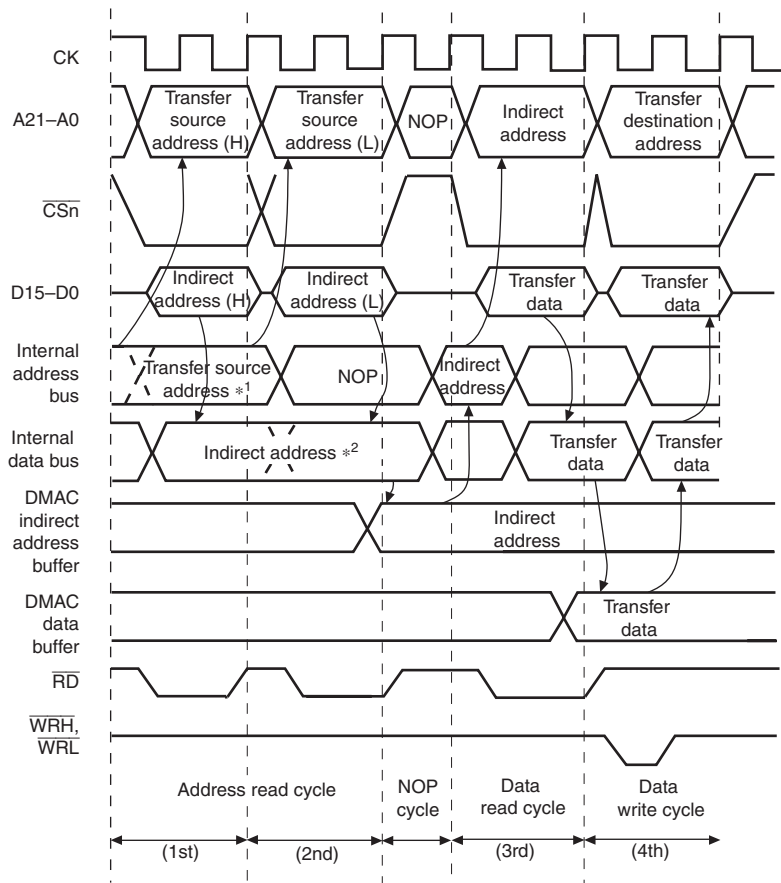 CK
A21–A0
Transfer
source
address (H)
Transfer
source
address (L)
NOP
Indirect
address
Transfer
destination
address
CSn
D15–D0
Indirect
address (H)
Indirect
address (L)
Transfer
data
Transfer
data
Internal
address
bus
Transfer source
address *1
NOP
Indirect
address
Internal
data bus
Indirect address *2
Transfer
data
Transfer
data
DMAC
indirect
address
buffer
Indirect
address
DMAC
data
buffer
Transfer
data
RD
WRH,
WRL
Address read cycle
NOP
cycle
Data
read cycle
Data
write cycle
(1st)
(2nd)
(3rd)
(4th)